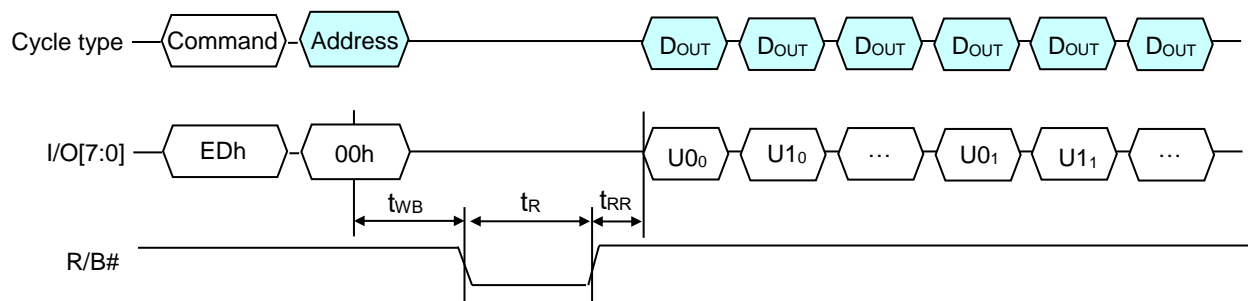 Cycle type Command Address DOUT DOUT DOUT DOUT DOUT DOUT
I/O[7:0] EDh 00h U0₀ U1₀ ... U0₁ U1₁ ...
tWB tR tRR
R/B#